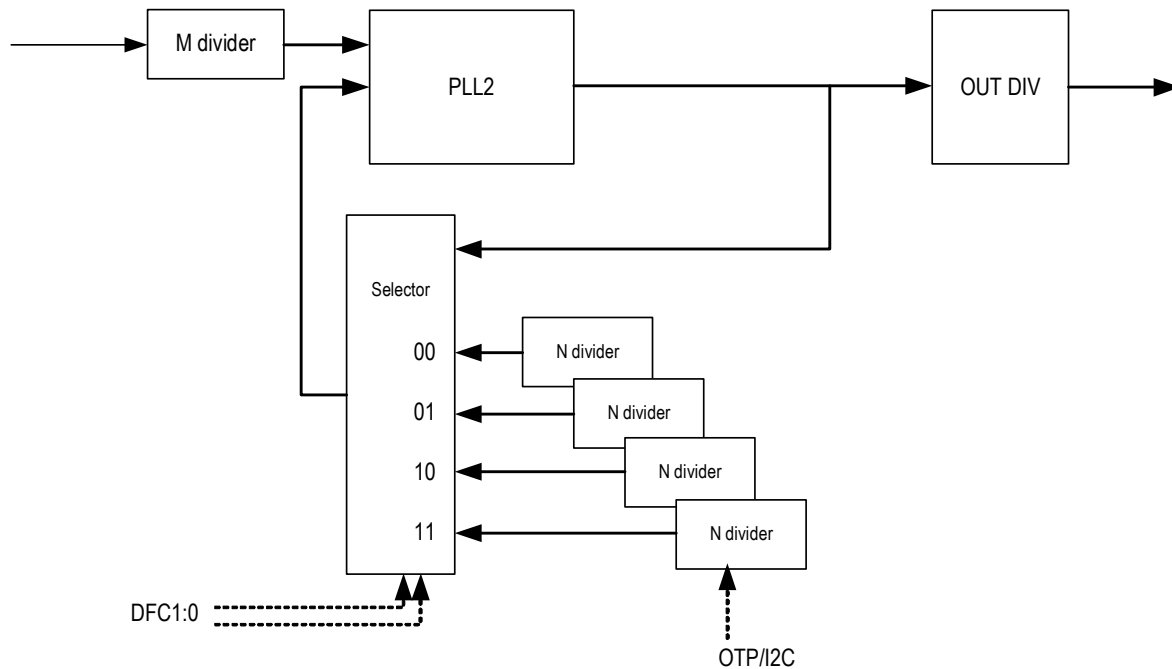 M divider
PLL2
OUT DIV
Selector
00
N divider
01
N divider
10
N divider
11
N divider
DFC1:0
OTP/I2C